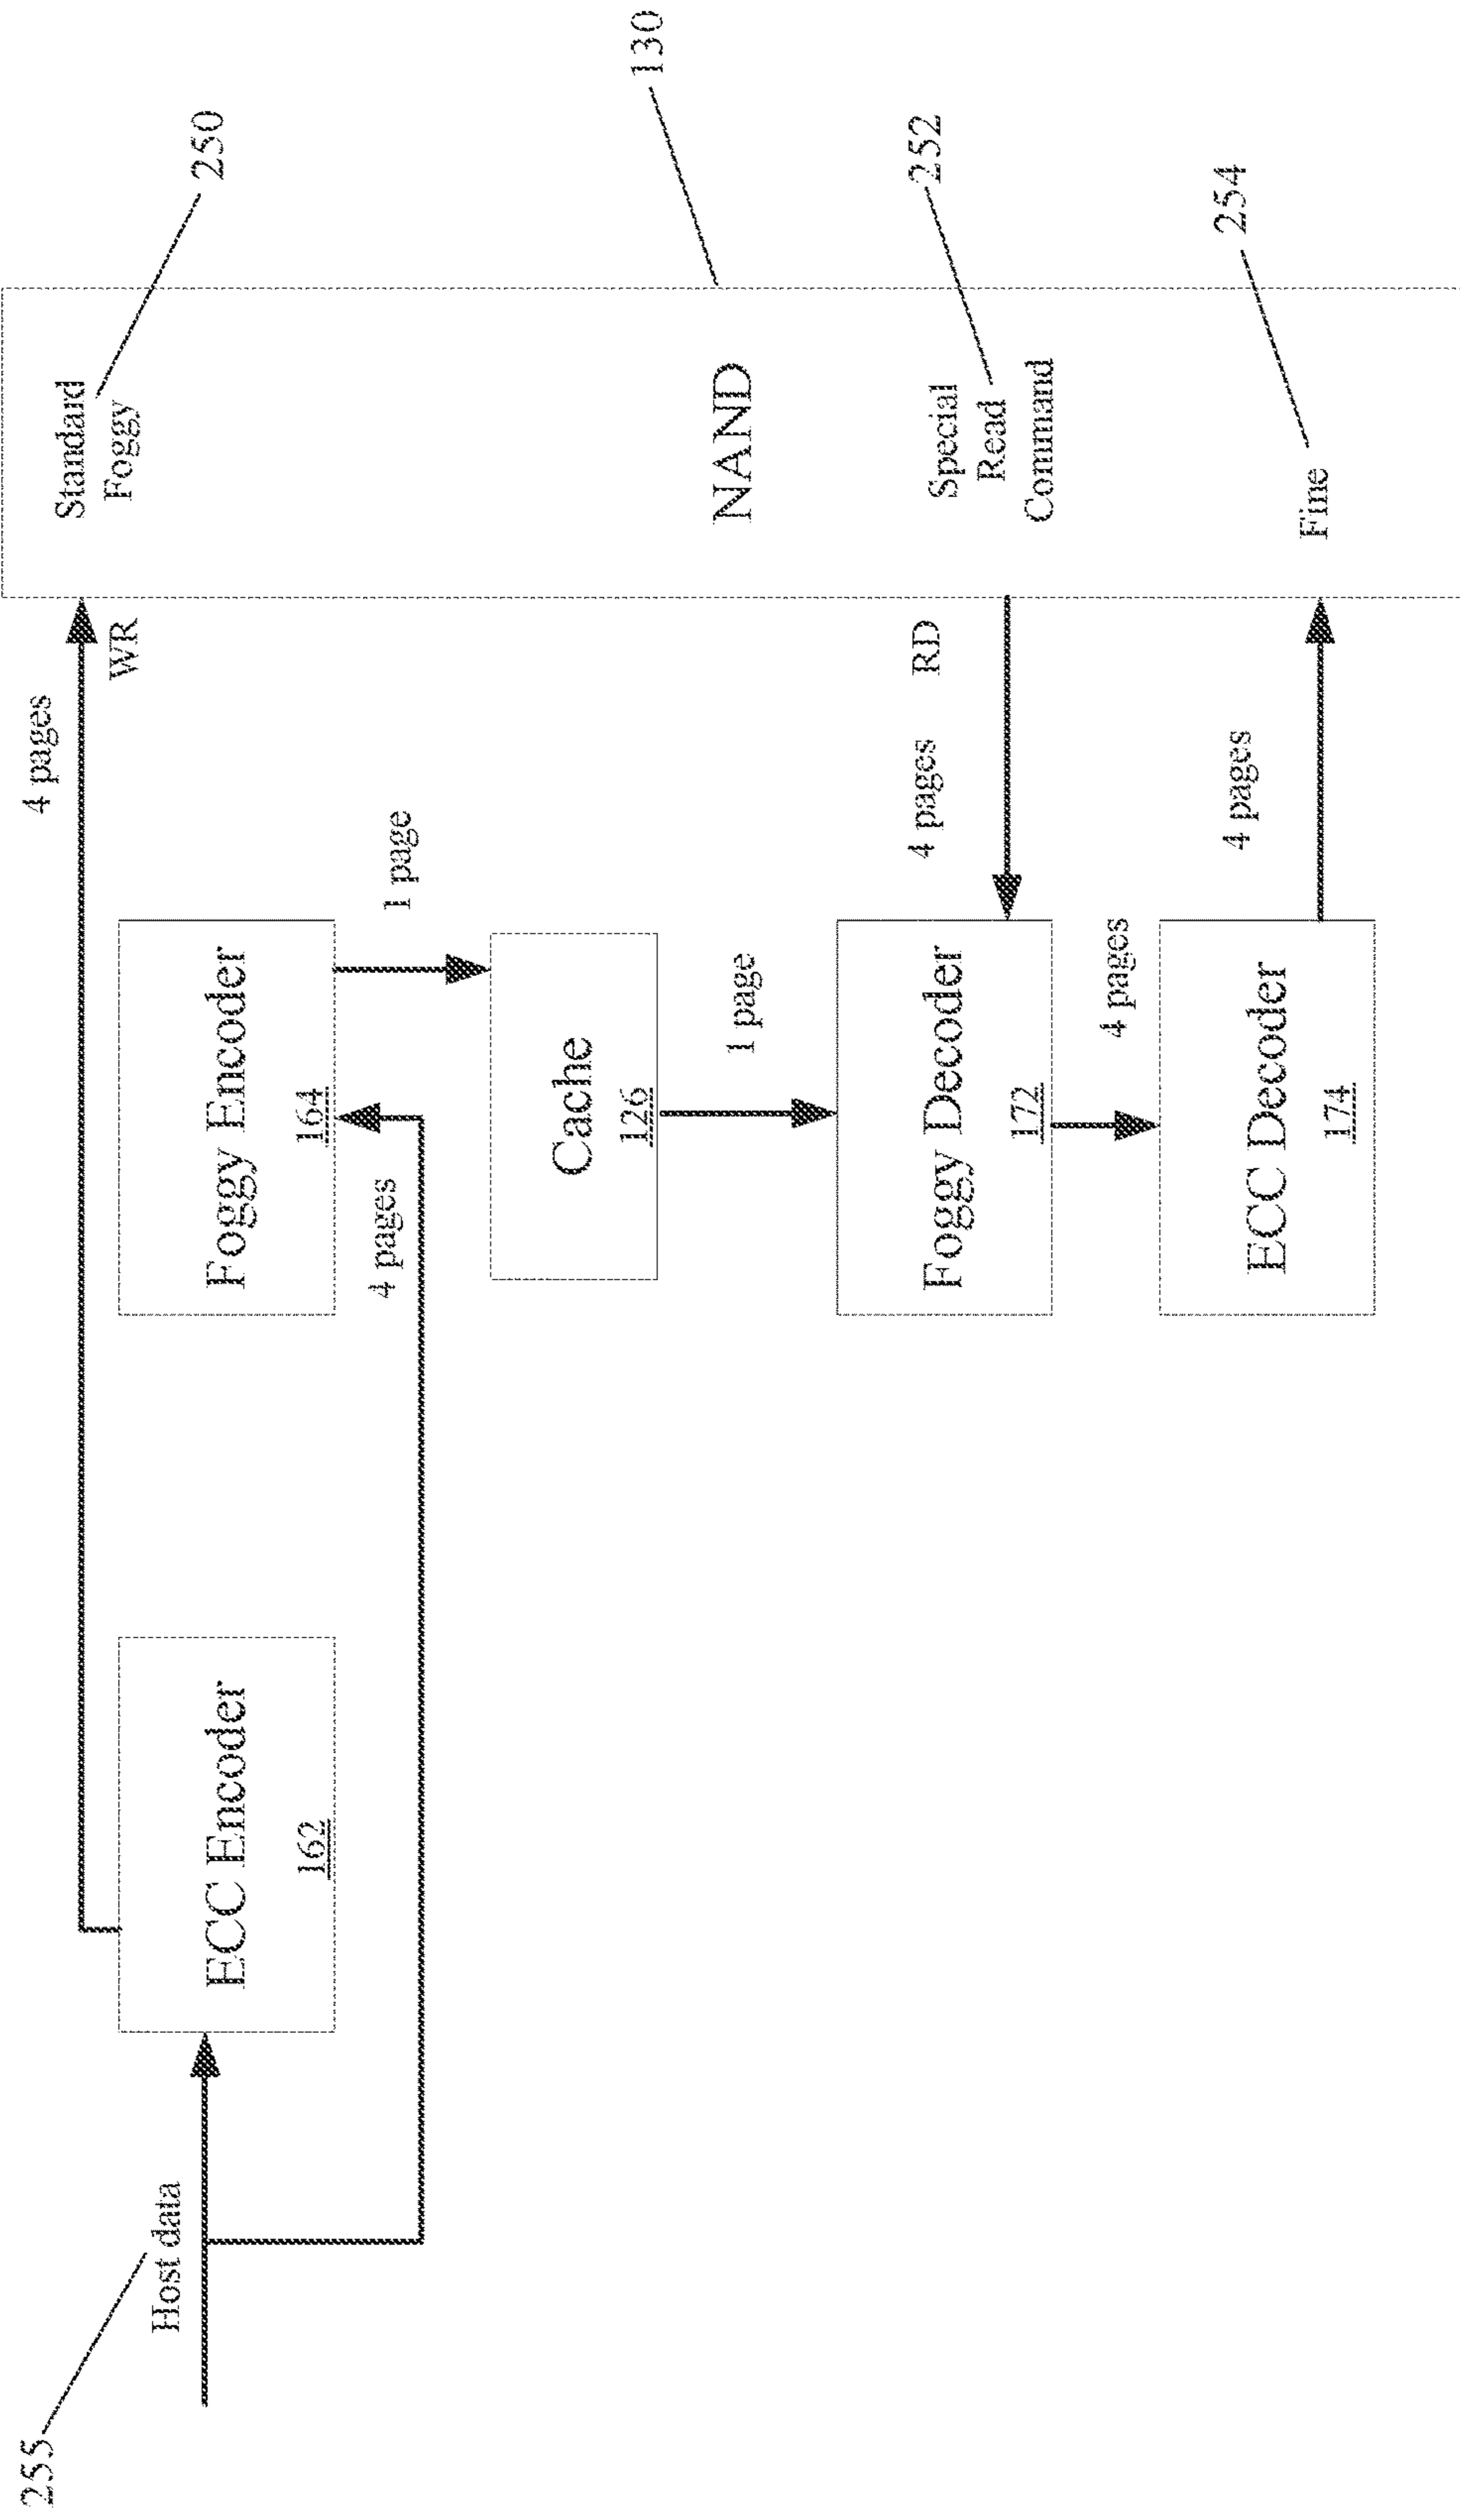 255
Host data
ECC Encoder
162
4 pages
WR
Standard
Foggy
250
Foggy Encoder
164
4 pages
1 page
Cache
126
1 page
NAND
130
Foggy Decoder
172
4 pages
RD
Special
Read
Command
252
4 pages
ECC Decoder
174
4 pages
Fine
254